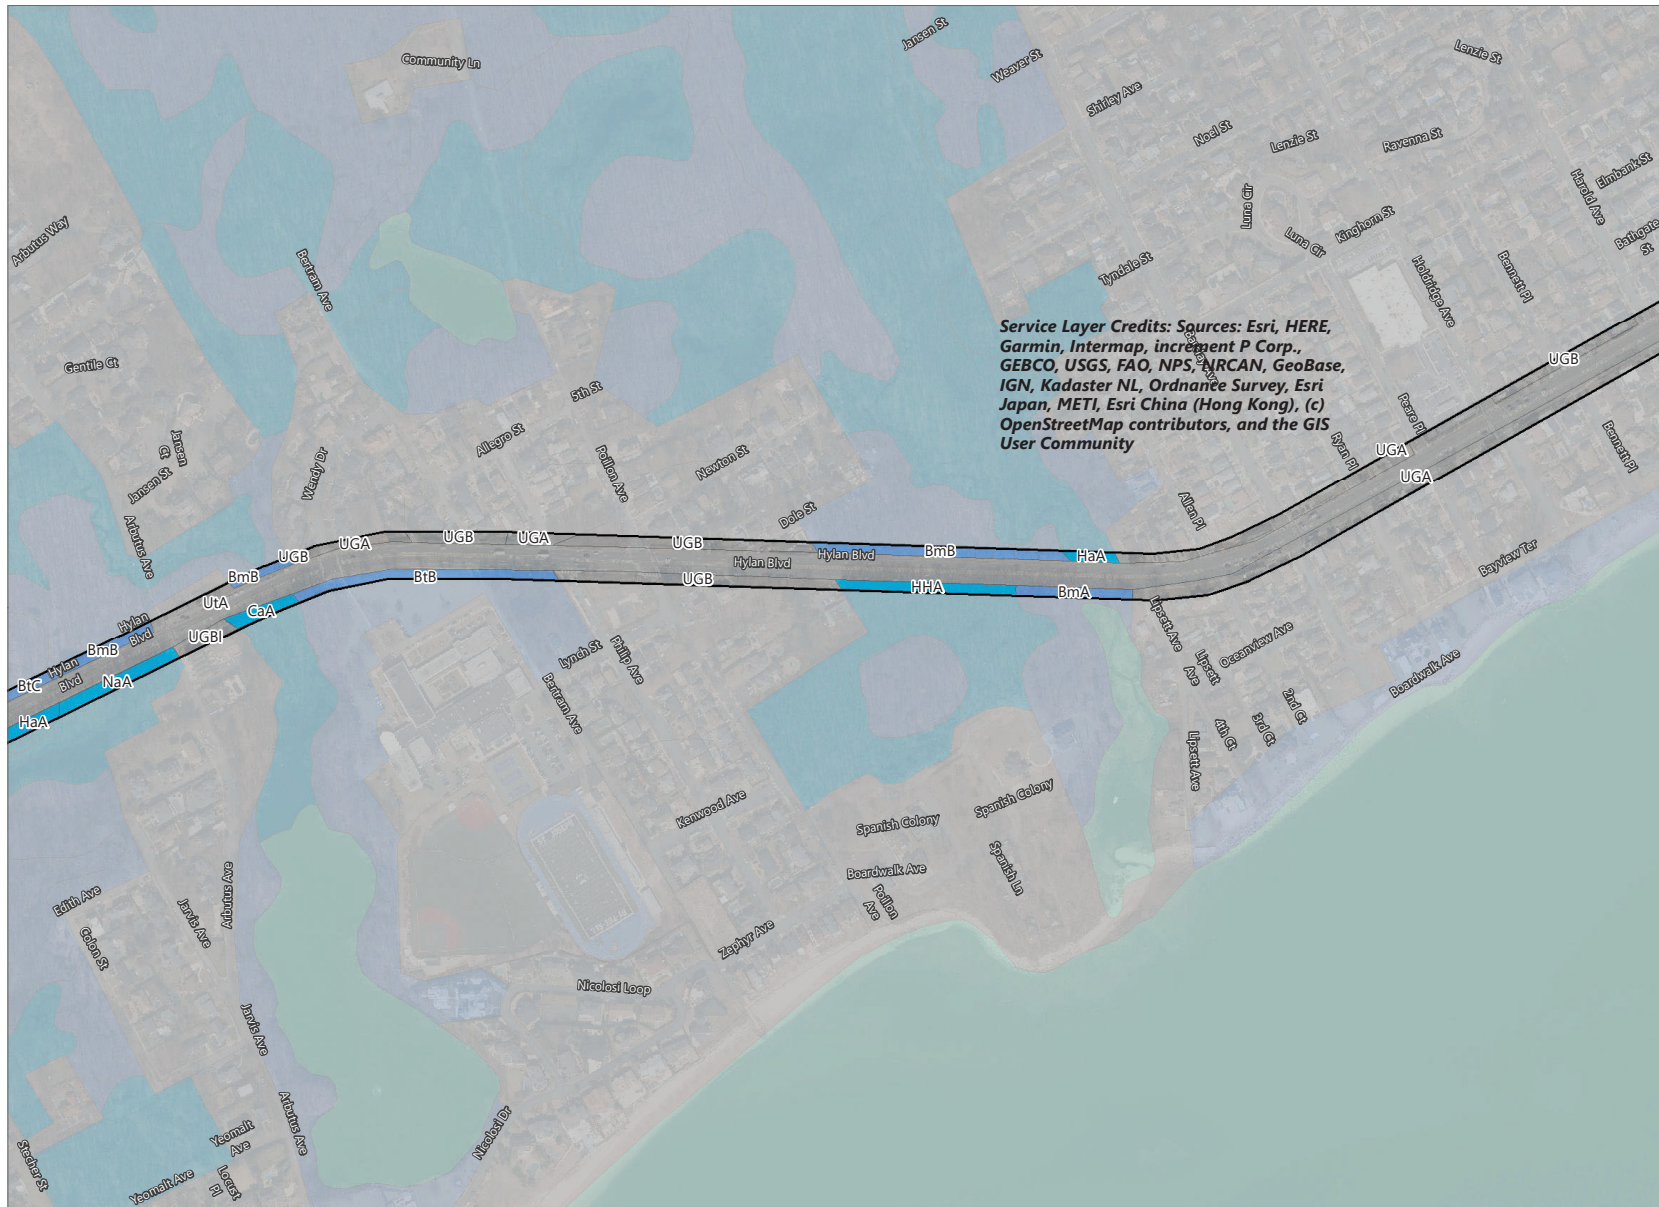 Jansen St
Lenzie St
Community Ln
Weaver St
Shirley Ave
Noel St
Lenzie St
Ravenna St
Elmbank St
Harold Ave
Luna Cir
Kinghorn St
Luna Cir
Bathgate
St
Arbutus Way
Bertram Ave
Tyndale St
Holdridge Ave
Bennett Pl
Service Layer Credits: Sources: Esri, HERE,
Garmin, Intermap, increment P Corp.,
GEBCO, USGS, FAO, NPS, NRCAN, GeoBase,
IGN, Kadaster NL, Ordnance Survey, Esri
Japan, METI, Esri China (Hong Kong), (c)
OpenStreetMap contributors, and the GIS
User Community
UGB
Gentile Ct
5th St
Peare Pl
Allegro St
Jansen
Ct
Jansen St
Wendy Dr
Poillon Ave
Newton St
Ryan Pl
UGA
UGA
Bennett Pl
Dole St
Allen Pl
Arbutus Ave
UGB
UGA
UGB
UGA
UGB
Hylan Blvd
Hylan Blvd
BmB
HaA
Bayview Ter
BmB
BtB
UGB
HHA
BmA
UtA
CaA
Hylan
Blvd
UGBI
BmB
Hylan
Blvd
BtC
NaA
HaA
Lynch St
Philip Ave
Bertram Ave
Lipsett Ave
Oceanview Ave
Lipsett
Ave
Boardwalk Ave
2nd Ct
3rd Ct
4th Ct
Lipsett Ave
Kenwood Ave
Spanish Colony
Spanish Colony
Boardwalk Ave
Spanish Ln
Poillon
Ave
Edith Ave
Arbutus Ave
Jarvis Ave
Colon St
Zephyr Ave
Nicolosi Loop
Jarvis Ave
Arbutus Ave
Nicolosi Dr
Yeomalt
Ave
Stecher St
Yeomalt Ave
Locust
Pl